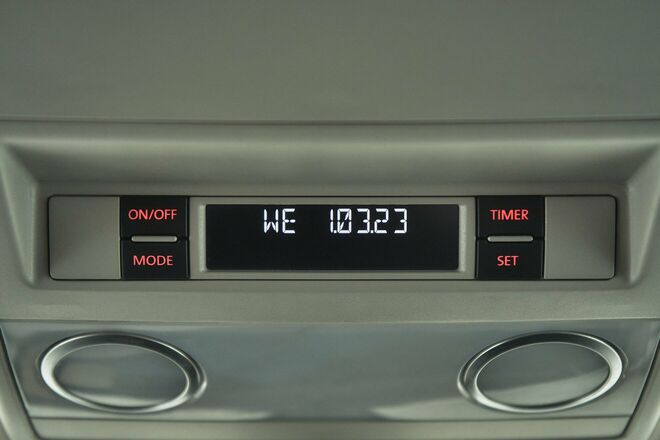 ON/OFF
WE 1.03.23
TIMER
MODE
SET